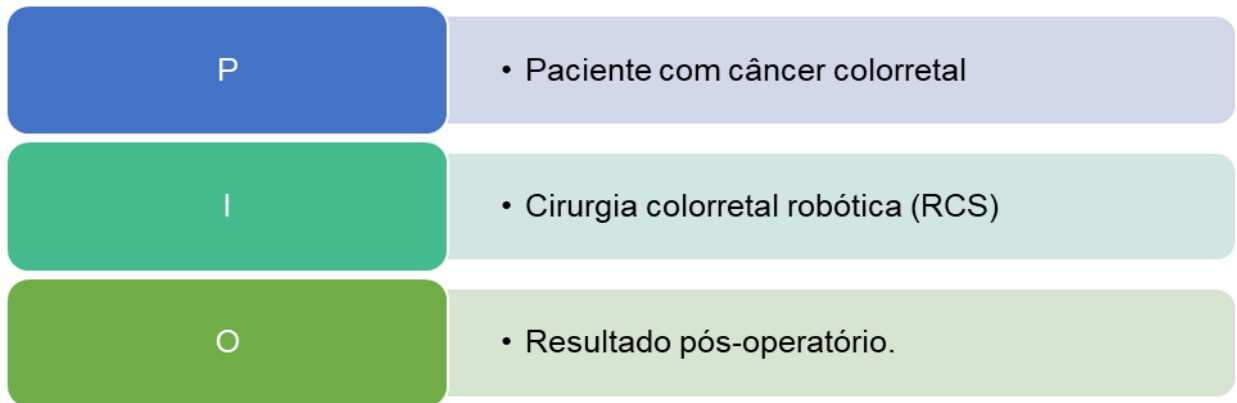 P
• Paciente com câncer colorretal
I
• Cirurgia colorretal robótica (RCS)
O
• Resultado pós-operatório.